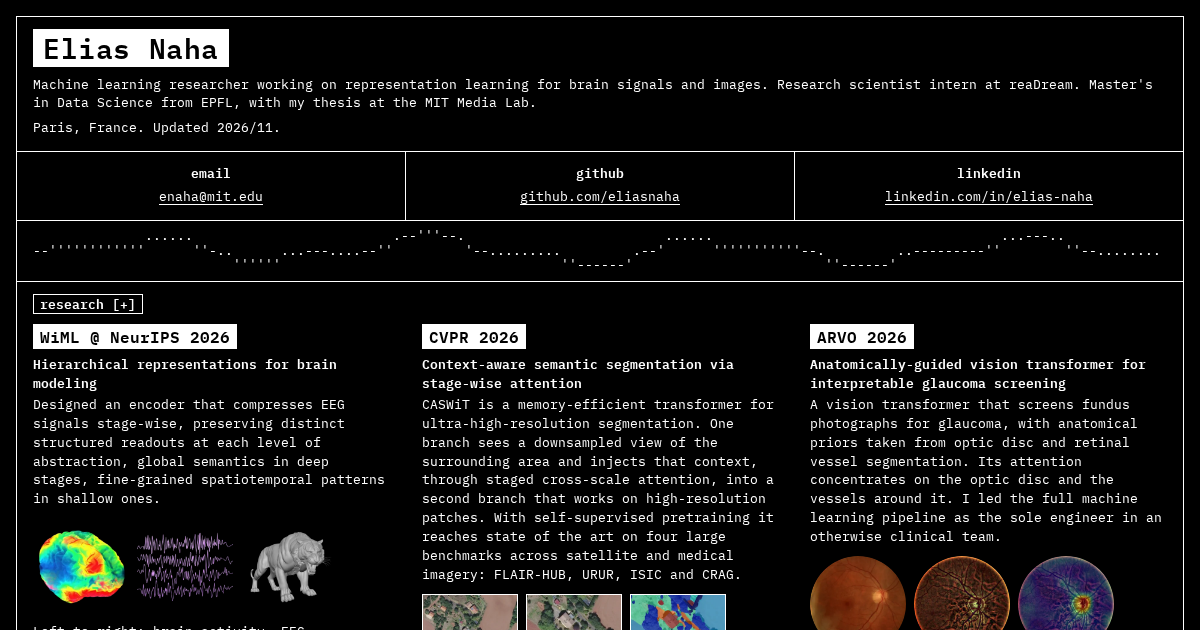 Elias Naha
Machine learning researcher working on representation learning for brain signals and images. Research scientist intern at reaDream. Master's
in Data Science from EPFL, with my thesis at the MIT Media Lab.
Paris, France. Updated 2026/11.
email
enaha@mit.edu
github
github.com/eliasnaha
linkedin
linkedin.com/in/elias-naha
research [+]
WiML @ NeurIPS 2026
Hierarchical representations for brain
modeling
Designed an encoder that compresses EEG
signals stage-wise, preserving distinct
structured readouts at each level of
abstraction, global semantics in deep
stages, fine-grained spatiotemporal patterns
in shallow ones.
Left to right: brain activity, EEG
CVPR 2026
Context-aware semantic segmentation via
stage-wise attention
CASWiT is a memory-efficient transformer for
ultra-high-resolution segmentation. One
branch sees a downsampled view of the
surrounding area and injects that context,
through staged cross-scale attention, into a
second branch that works on high-resolution
patches. With self-supervised pretraining it
reaches state of the art on four large
benchmarks across satellite and medical
imagery: FLAIR-HUB, URUR, ISIC and CRAG.
ARVO 2026
Anatomically-guided vision transformer for
interpretable glaucoma screening
A vision transformer that screens fundus
photographs for glaucoma, with anatomical
priors taken from optic disc and retinal
vessel segmentation. Its attention
concentrates on the optic disc and the
vessels around it. I led the full machine
learning pipeline as the sole engineer in an
otherwise clinical team.